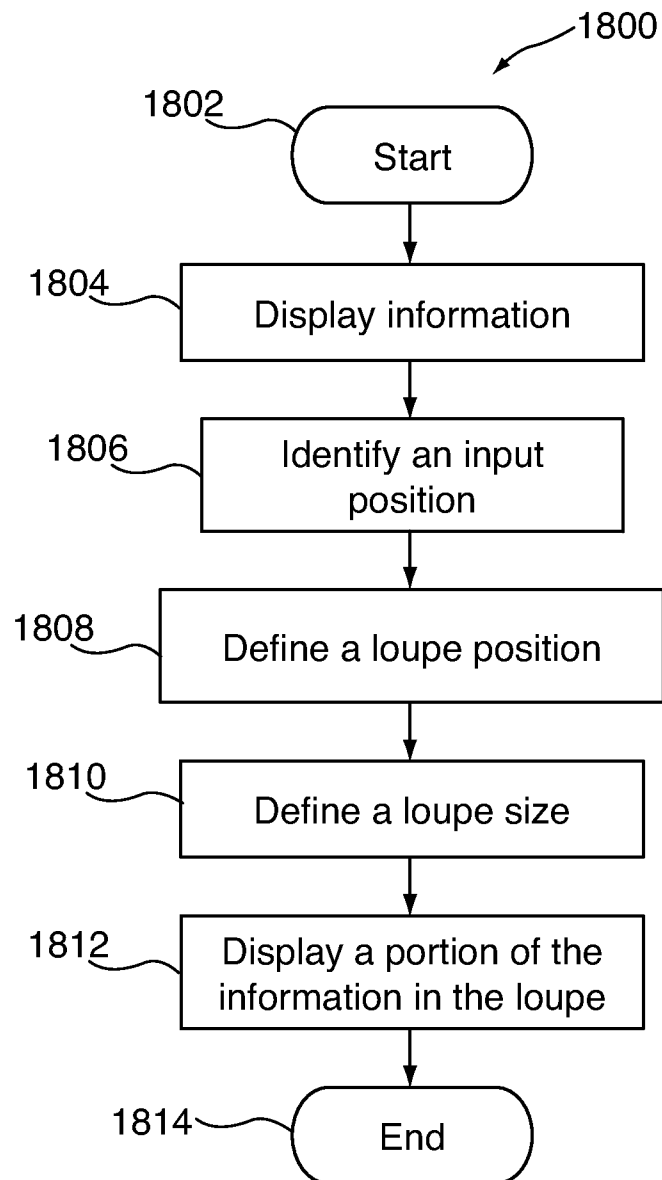 1800
1802
Start
1804
Display information
1806
Identify an input
position
1808
Define a loupe position
1810
Define a loupe size
1812
Display a portion of the
information in the loupe
1814
End